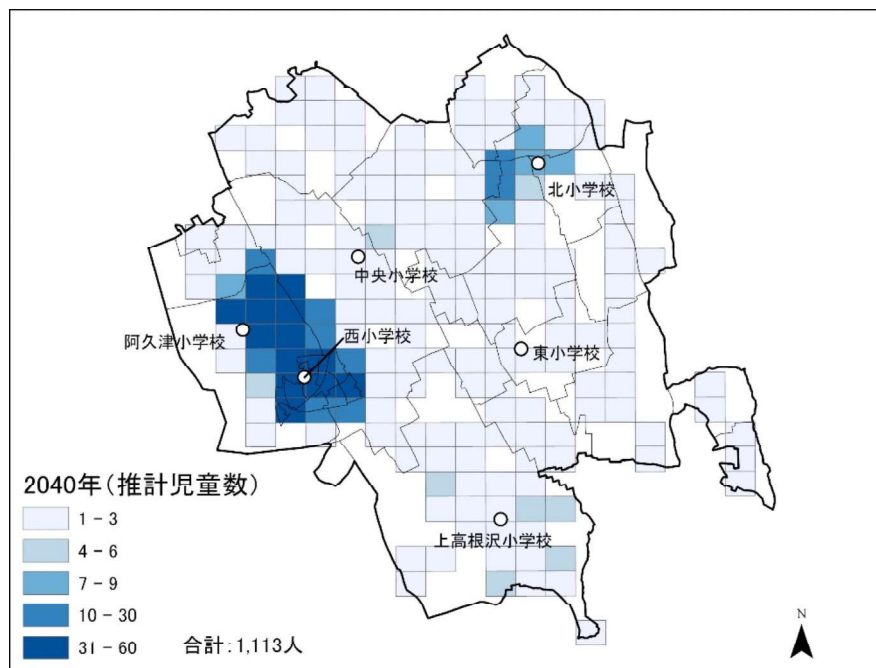 北小学校
中央小学校
阿久津小学校
西小学校
東小学校
上高根沢小学校
2040年(推計児童数)
1 - 3
4 - 6
7 - 9
10 - 30
31 - 60
合計:1,113人
N